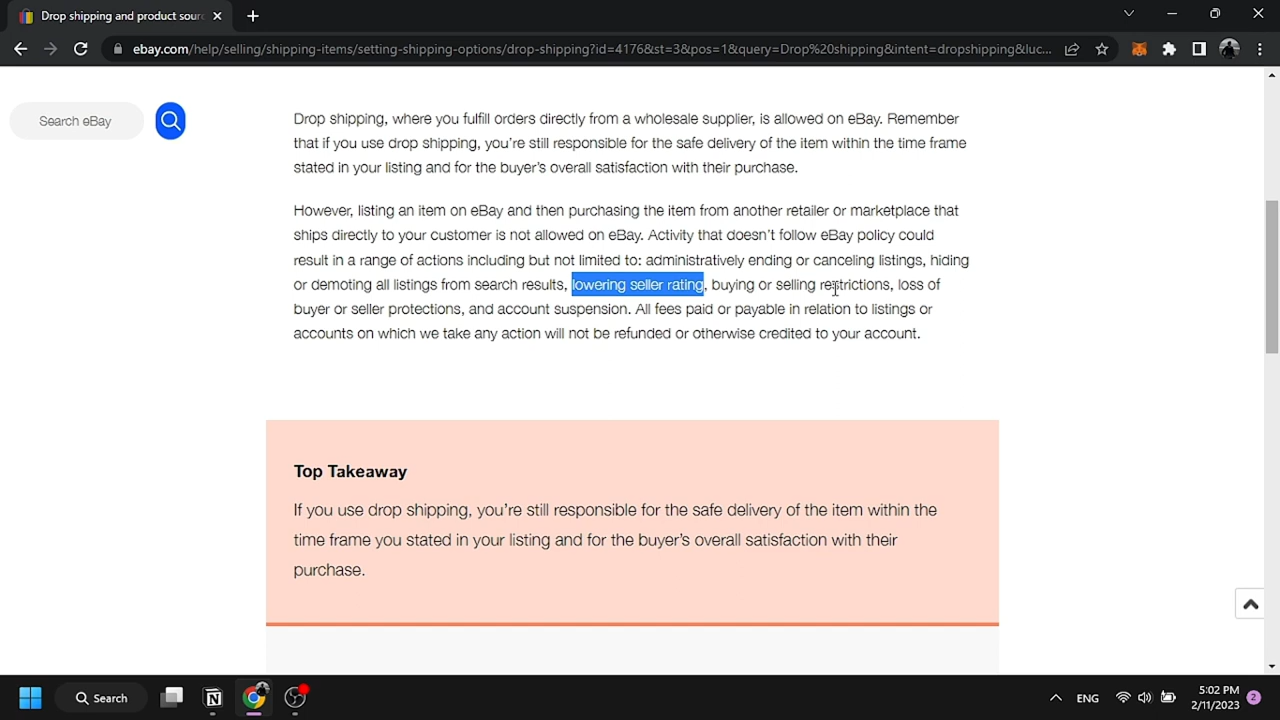 Drop shipping and product sour
ebay.com/help/selling/shipping-items/setting-shipping-options/drop-shipping?id=4176&st=3&pos=1&query=Drop%20shipping&intent=dropshipping&luc...
Search eBay
Drop shipping, where you fulfill orders directly from a wholesale supplier, is allowed on eBay. Remember
that if you use drop shipping, you’re still responsible for the safe delivery of the item within the time frame
stated in your listing and for the buyer’s overall satisfaction with their purchase.
However, listing an item on eBay and then purchasing the item from another retailer or marketplace that
ships directly to your customer is not allowed on eBay. Activity that doesn’t follow eBay policy could
result in a range of actions including but not limited to: administratively ending or canceling listings, hiding
or demoting all listings from search results, lowering seller rating, buying or selling restrictions, loss of
buyer or seller protections, and account suspension. All fees paid or payable in relation to listings or
accounts on which we take any action will not be refunded or otherwise credited to your account.
Top Takeaway
If you use drop shipping, you’re still responsible for the safe delivery of the item within the
time frame you stated in your listing and for the buyer’s overall satisfaction with their
purchase.
Search
ENG
5:02 PM
2/11/2023
2